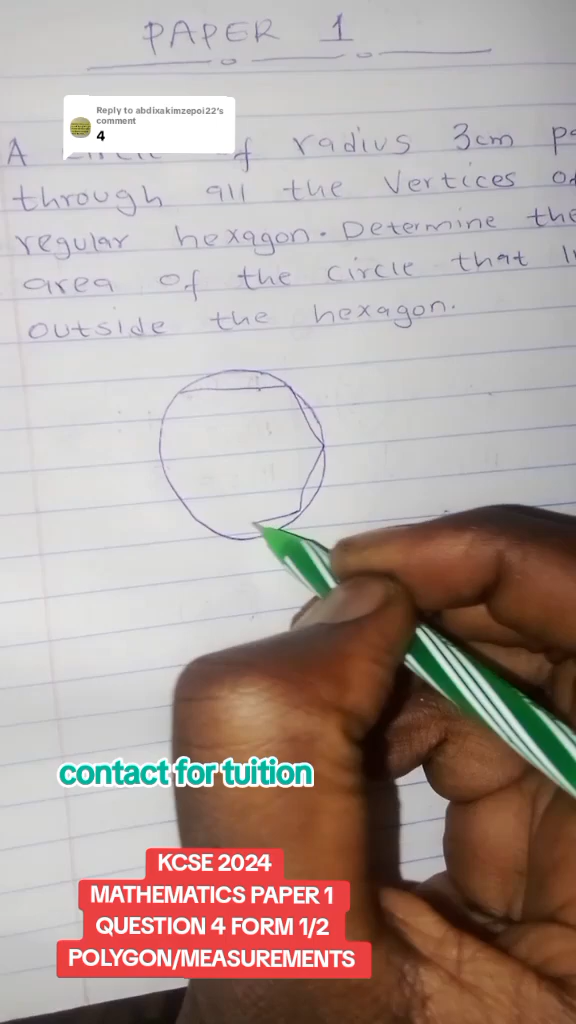 PAPER 1
Reply to abdixakimzepoi22's
comment
4
A of radius 3cm
through all the vertices
regular hexagon. Determine the
area of the circle that
outside the hexagon.
contact for tuition
KCSE 2024
MATHEMATICS PAPER 1
QUESTION 4 FORM 1/2
POLYGON/MEASUREMENTS